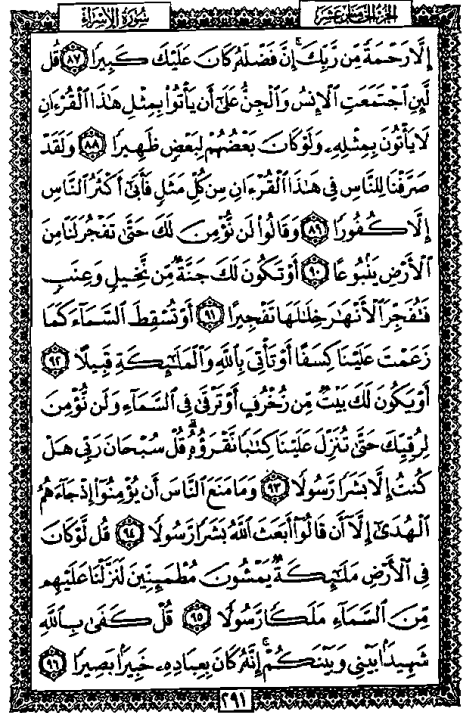 الجزء الخامس عشر
سورة الإسراء
إِلَّا رَحْمَةً مِّن رَّبِّكَ إِنَّ فَضْلَهُ كَانَ عَلَيْكَ كَبِيرًا ﴿٨٧﴾ قُل
لَّئِنِ ٱجْتَمَعَتِ ٱلْإِنسُ وَٱلْجِنُّ عَلَىٰٓ أَن يَأْتُوا۟ بِمِثْلِ هَٰذَا ٱلْقُرْءَانِ
لَا يَأْتُونَ بِمِثْلِهِۦ وَلَوْ كَانَ بَعْضُهُمْ لِبَعْضٍ ظَهِيرًا ﴿٨٨﴾ وَلَقَدْ
صَرَّفْنَا لِلنَّاسِ فِى هَٰذَا ٱلْقُرْءَانِ مِن كُلِّ مَثَلٍ فَأَبَىٰٓ أَكْثَرُ ٱلنَّاسِ
إِلَّا كُفُورًا ﴿٨٩﴾ وَقَالُوا۟ لَن نُّؤْمِنَ لَكَ حَتَّىٰ تَفْجُرَ لَنَا مِنَ
ٱلْأَرْضِ يَنۢبُوعًا ﴿٩٠﴾ أَوْ تَكُونَ لَكَ جَنَّةٌ مِّن نَّخِيلٍ وَعِنَبٍ
فَتُفَجِّرَ ٱلْأَنْهَٰرَ خِلَٰلَهَا تَفْجِيرًا ﴿٩١﴾ أَوْ تُسْقِطَ ٱلسَّمَآءَ كَمَا
زَعَمْتَ عَلَيْنَا كِسَفًا أَوْ تَأْتِىَ بِٱللَّهِ وَٱلْمَلَٰٓئِكَةِ قَبِيلًا ﴿٩٢﴾
أَوْ يَكُونَ لَكَ بَيْتٌ مِّن زُخْرُفٍ أَوْ تَرْقَىٰ فِى ٱلسَّمَآءِ وَلَن نُّؤْمِنَ
لِرُقِيِّكَ حَتَّىٰ تُنَزِّلَ عَلَيْنَا كِتَٰبًا نَّقْرَؤُهُۥ قُلْ سُبْحَانَ رَبِّى هَلْ
كُنتُ إِلَّا بَشَرًا رَّسُولًا ﴿٩٣﴾ وَمَا مَنَعَ ٱلنَّاسَ أَن يُؤْمِنُوٓا۟ إِذْ جَآءَهُمُ
ٱلْهُدَىٰٓ إِلَّآ أَن قَالُوٓا۟ أَبَعَثَ ٱللَّهُ بَشَرًا رَّسُولًا ﴿٩٤﴾ قُل لَّوْ كَانَ
فِى ٱلْأَرْضِ مَلَٰٓئِكَةٌ يَمْشُونَ مُطْمَئِنِّينَ لَنَزَّلْنَا عَلَيْهِم
مِّنَ ٱلسَّمَآءِ مَلَكًا رَّسُولًا ﴿٩٥﴾ قُلْ كَفَىٰ بِٱللَّهِ
شَهِيدًۢا بَيْنِى وَبَيْنَكُمْ إِنَّهُۥ كَانَ بِعِبَادِهِۦ خَبِيرًۢا بَصِيرًا ﴿٩٦﴾
٢٩١